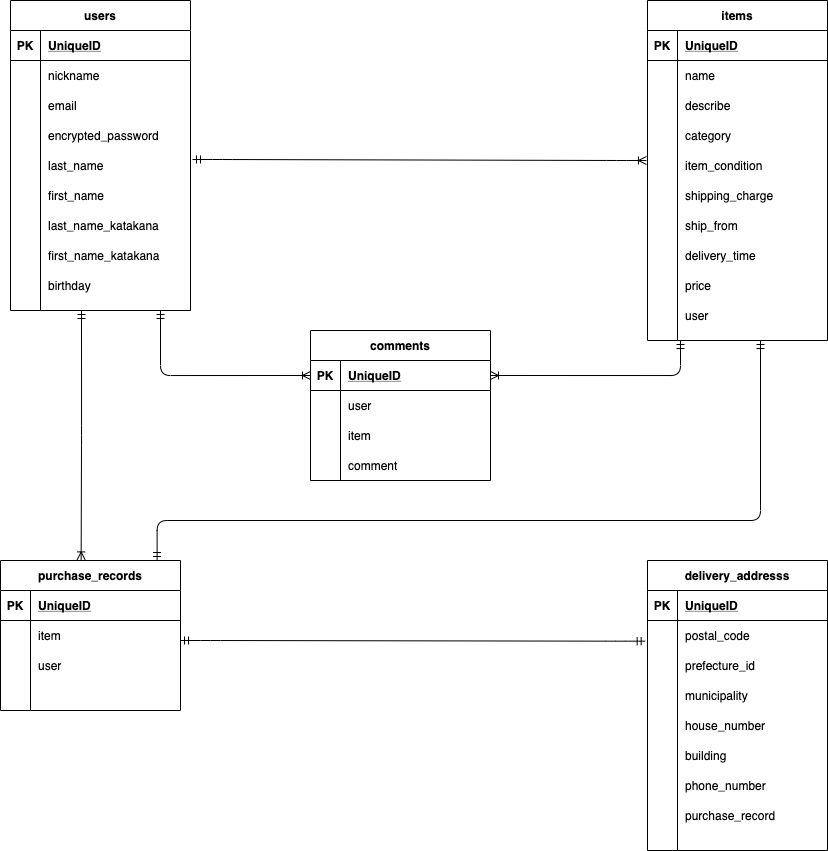 users
PK UniqueID
nickname
email
encrypted_password
last_name
first_name
last_name_katakana
first_name_katakana
birthday
items
PK UniqueID
name
describe
category
item_condition
shipping_charge
ship_from
delivery_time
price
user
comments
PK UniqueID
user
item
comment
purchase_records
PK UniqueID
item
user
delivery_addresss
PK UniqueID
postal_code
prefecture_id
municipality
house_number
building
phone_number
purchase_record